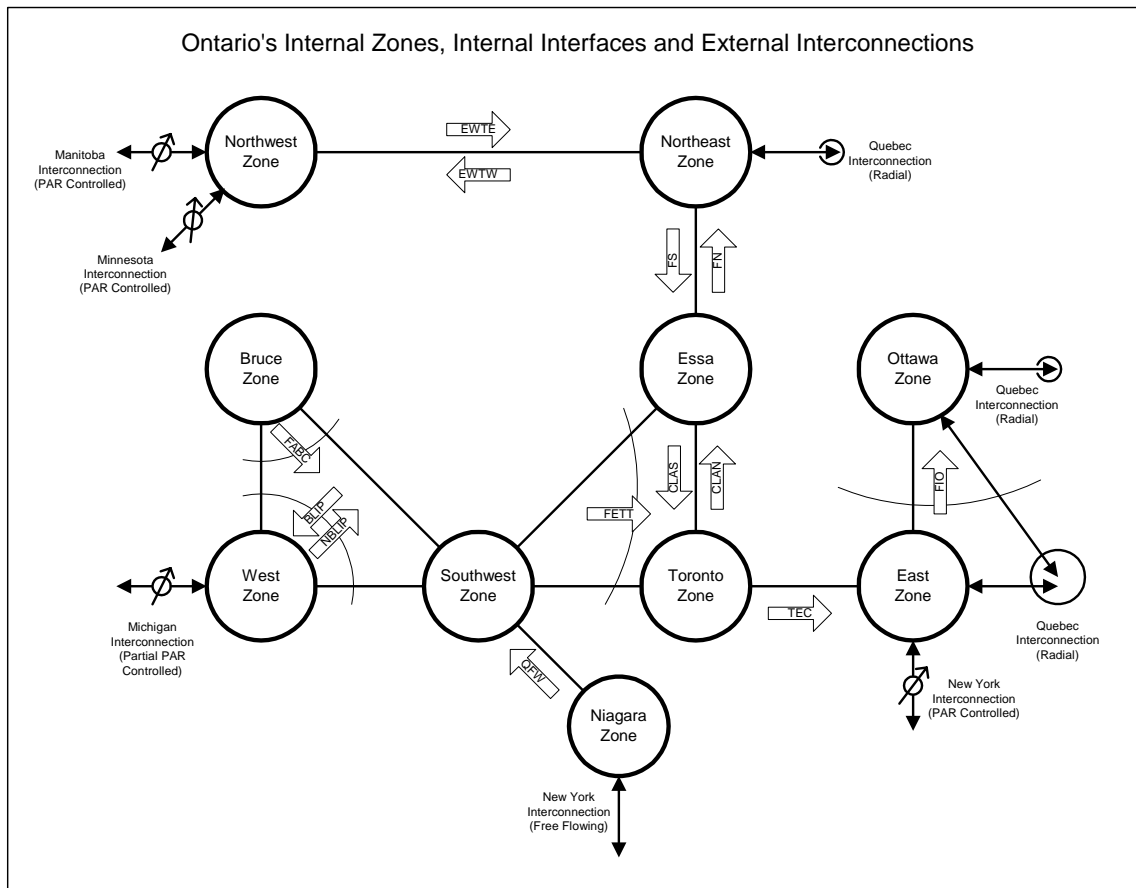 Ontario's Internal Zones, Internal Interfaces and External Interconnections
Northwest
Zone
EWTE
EWTW
Northeast
Zone
Manitoba
Interconnection
(PAR Controlled)
Quebec
Interconnection
(Radial)
Minnesota
Interconnection
(PAR Controlled)
FS
FN
Bruce
Zone
Essa
Zone
Ottawa
Zone
Quebec
Interconnection
(Radial)
FABC
CLAS
CLAN
FIO
BLIP
NBLIP
FETT
West
Zone
Southwest
Zone
Toronto
Zone
East
Zone
TEC
Michigan
Interconnection
(Partial PAR
Controlled)
Quebec
Interconnection
(Radial)
QFW
Niagara
Zone
New York
Interconnection
(PAR Controlled)
New York
Interconnection
(Free Flowing)